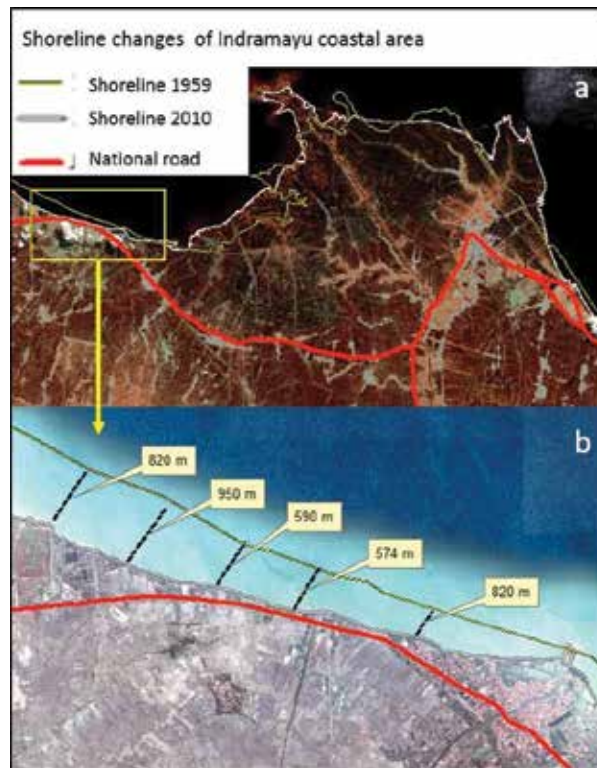 Shoreline changes of Indramayu coastal area
Shoreline 1959
Shoreline 2010
National road
a
b
820 m
950 m
590 m
574 m
820 m